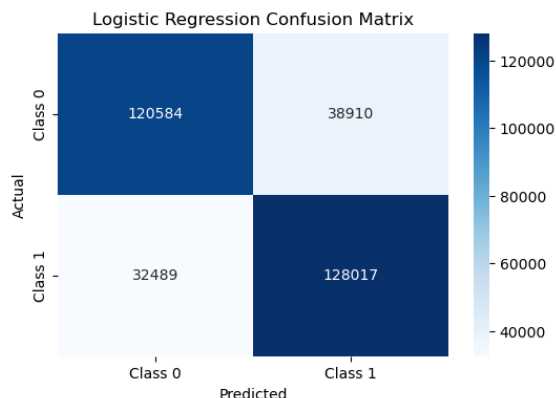 Logistic Regression Confusion Matrix
Class 0
120584
38910
120000
100000
Actual
80000
Class 1
32489
128017
60000
40000
Class 0
Class 1
Predicted